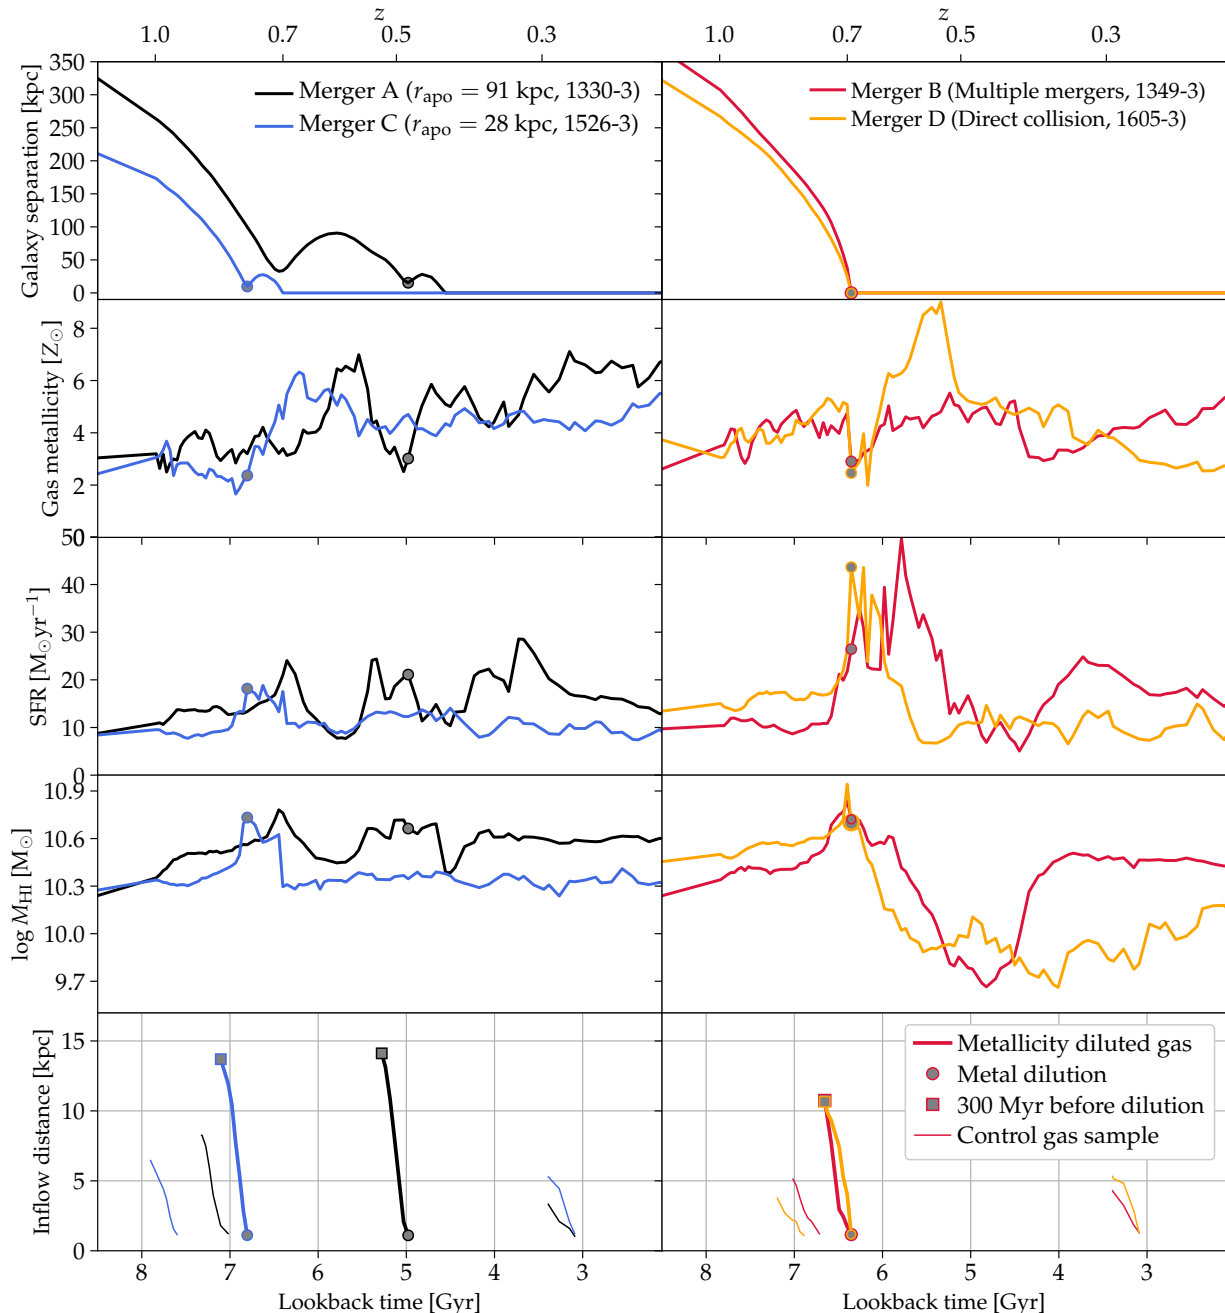 z
z
1.0 0.7 0.5 0.3
1.0 0.7 0.5 0.3
Galaxy separation [kpc]
350
300
250
200
150
100
50
0
Merger A (r_apo = 91 kpc, 1330-3)
Merger C (r_apo = 28 kpc, 1526-3)
Merger B (Multiple mergers, 1349-3)
Merger D (Direct collision, 1605-3)
Gas metallicity [Z⊙]
8
6
4
2
0
SFR [M⊙yr⁻¹]
50
40
30
20
10
0
log M_HI [M⊙]
10.9
10.6
10.3
10.0
9.7
Inflow distance [kpc]
15
10
5
0
Metallicity diluted gas
Metal dilution
300 Myr before dilution
Control gas sample
8 7 6 5 4 3
8 7 6 5 4 3
Lookback time [Gyr]
Lookback time [Gyr]